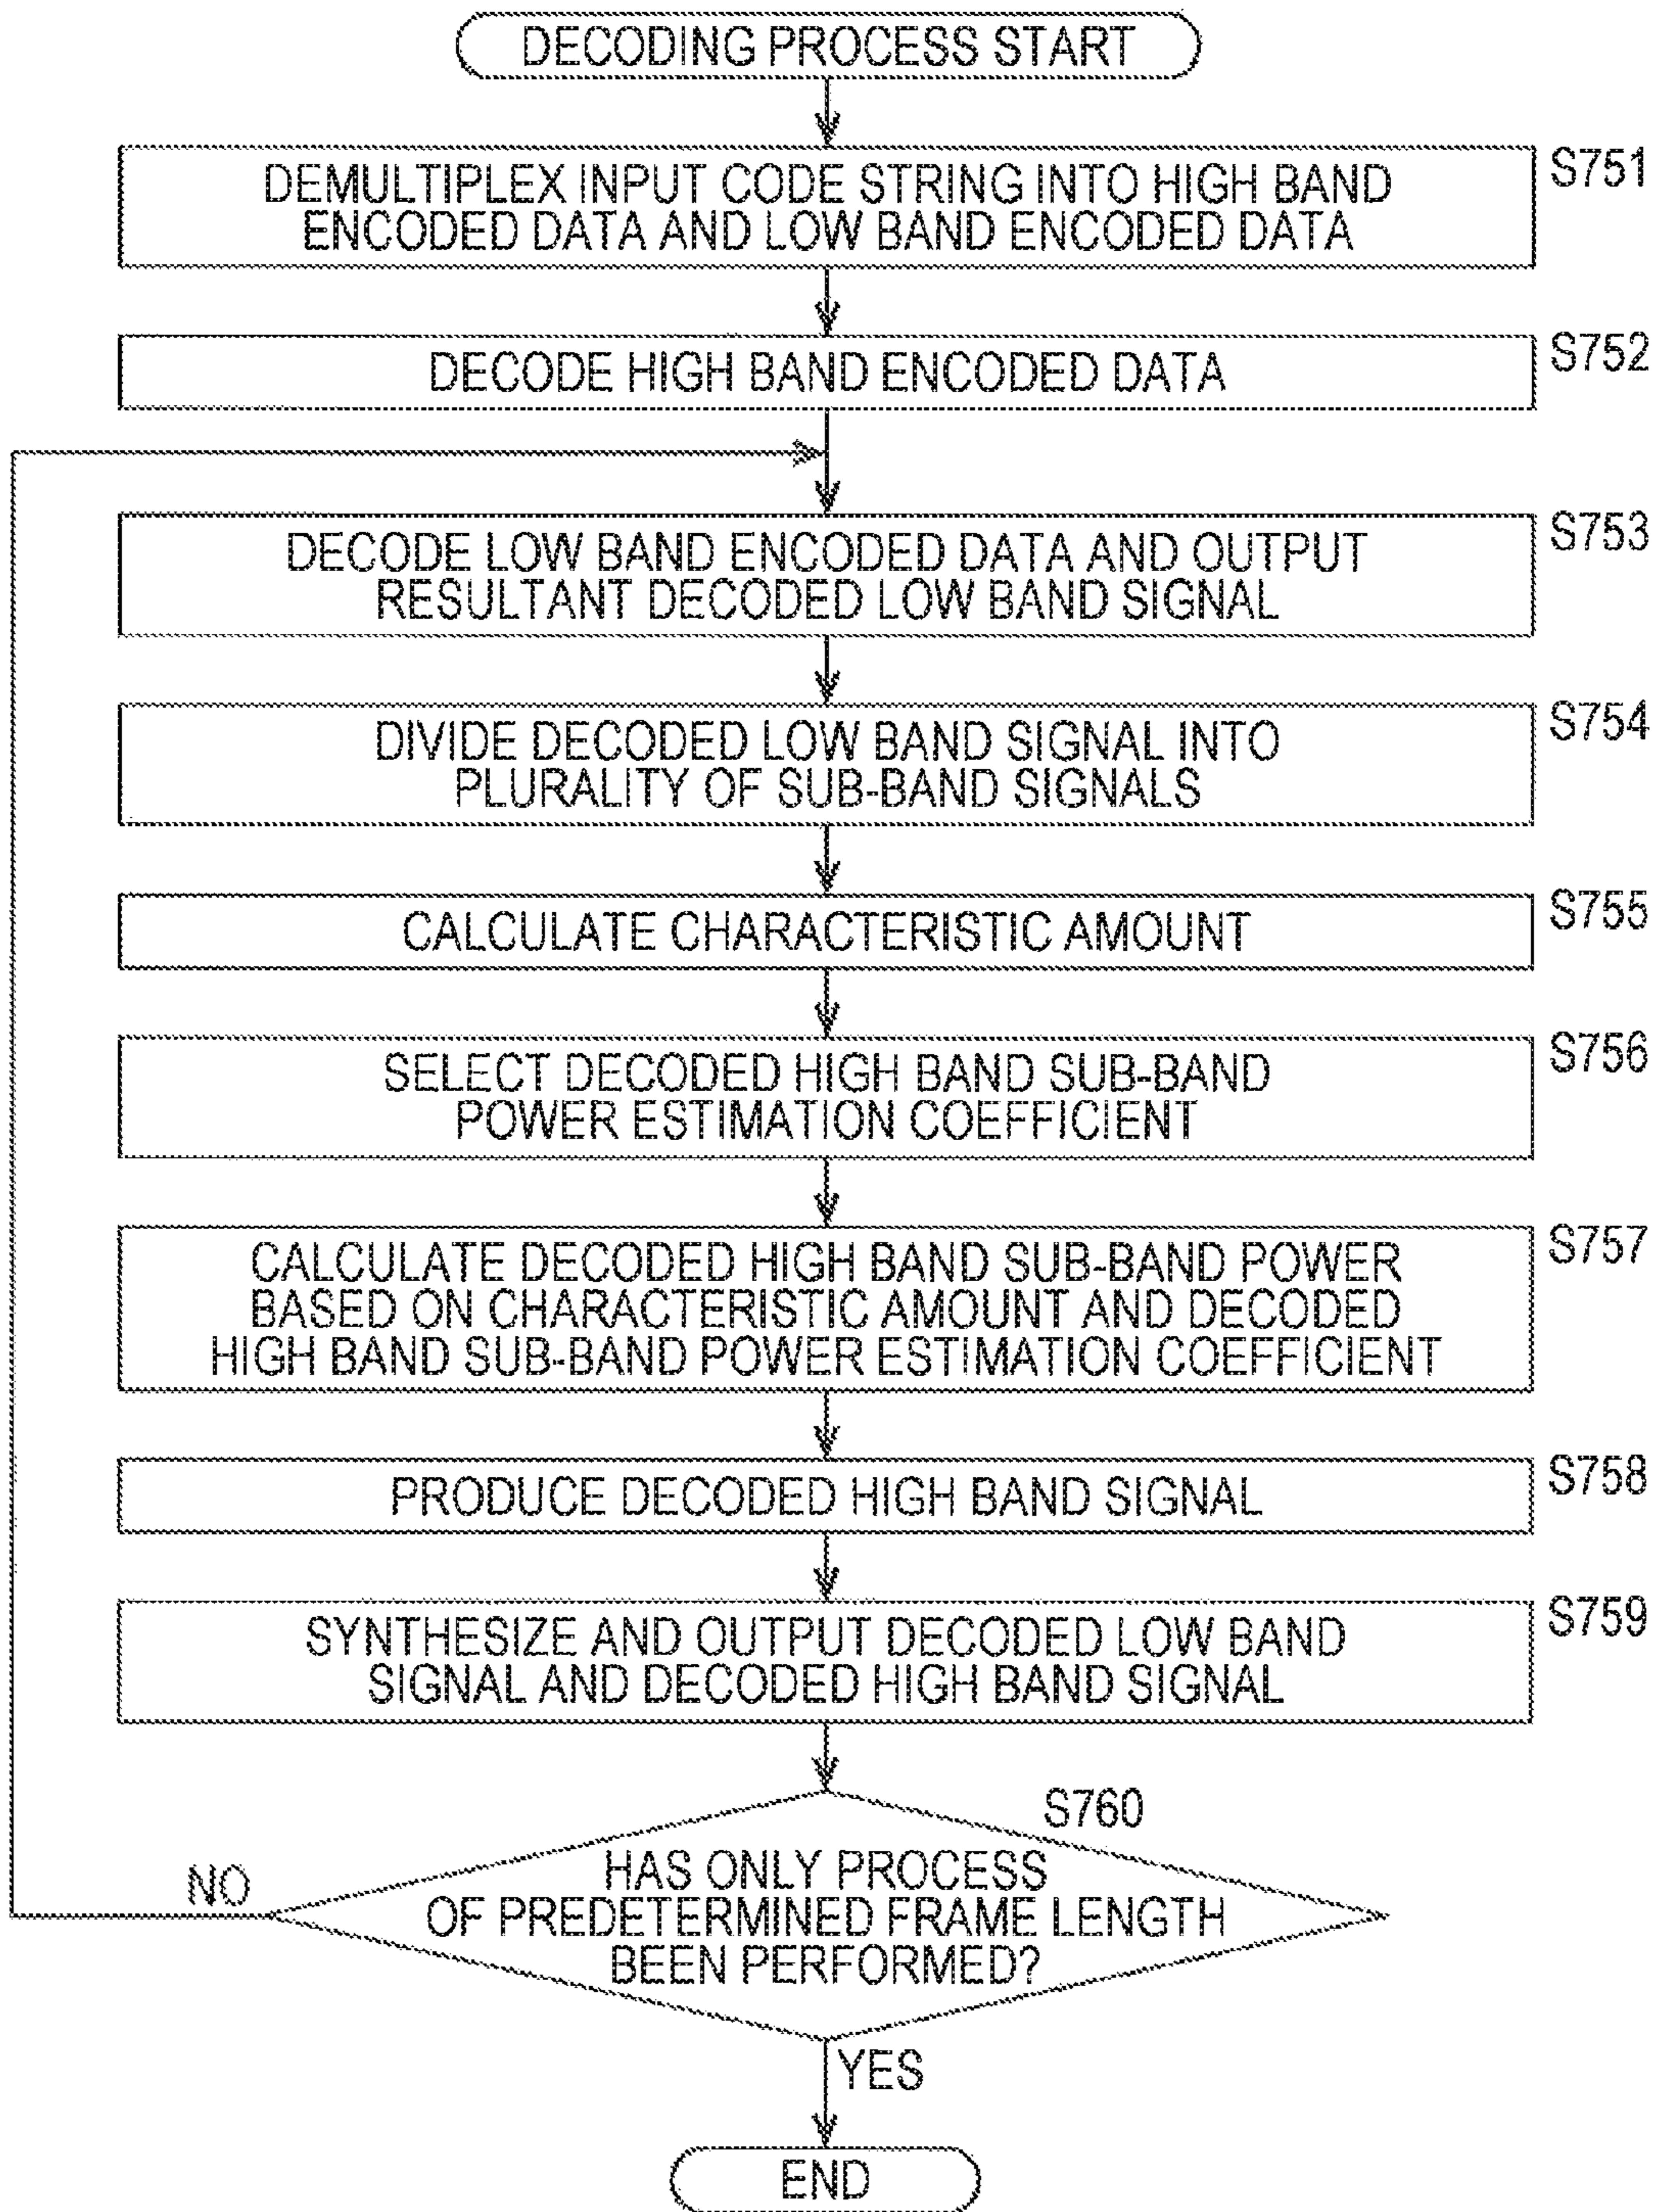 DECODING PROCESS START
S751
DEMULTIPLEX INPUT CODE STRING INTO HIGH BAND
ENCODED DATA AND LOW BAND ENCODED DATA
S752
DECODE HIGH BAND ENCODED DATA
S753
DECODE LOW BAND ENCODED DATA AND OUTPUT
RESULTANT DECODED LOW BAND SIGNAL
S754
DIVIDE DECODED LOW BAND SIGNAL INTO
PLURALITY OF SUB-BAND SIGNALS
S755
CALCULATE CHARACTERISTIC AMOUNT
S756
SELECT DECODED HIGH BAND SUB-BAND
POWER ESTIMATION COEFFICIENT
S757
CALCULATE DECODED HIGH BAND SUB-BAND POWER
BASED ON CHARACTERISTIC AMOUNT AND DECODED
HIGH BAND SUB-BAND POWER ESTIMATION COEFFICIENT
S758
PRODUCE DECODED HIGH BAND SIGNAL
S759
SYNTHESIZE AND OUTPUT DECODED LOW BAND
SIGNAL AND DECODED HIGH BAND SIGNAL
S760
HAS ONLY PROCESS
OF PREDETERMINED FRAME LENGTH
BEEN PERFORMED?
NO
YES
END